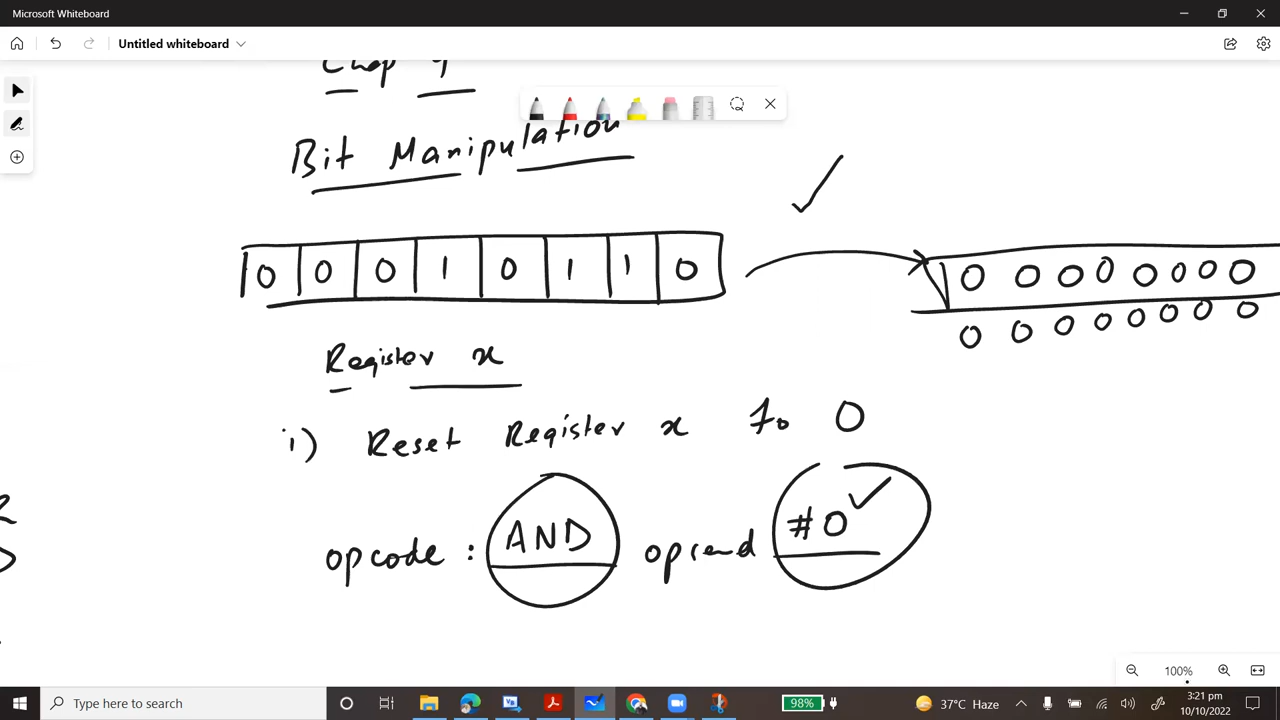 Microsoft Whiteboard
Untitled whiteboard
Chap
Bit Manipulation
0 0 0 1 0 1 1 0
0 0 0 0 0 0 0 0
0 0 0 0 0 0 0 0
Register x
i) Reset Register x to 0
opcode : AND operand #0
100%
Type here to search
98%
37°C Haze
3:21 pm
10/10/2022